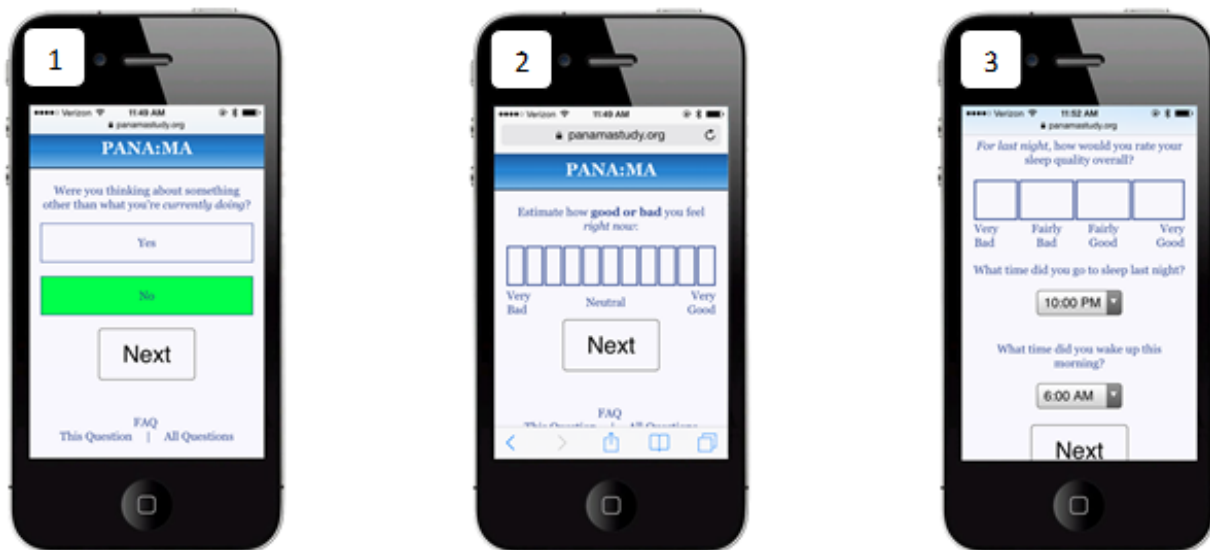 1
Verizon 11:49 AM
panamastudy.org
PANA:MA
Were you thinking about something
other than what you're currently doing?
Yes
No
Next
FAQ
This Question | All Questions
2
Verizon 11:49 AM
panamastudy.org
PANA:MA
Estimate how good or bad you feel
right now:
Very Bad
Neutral
Very Good
Next
FAQ
This Question | All Questions
3
Verizon 11:52 AM
panamastudy.org
For last night, how would you rate your
sleep quality overall?
Very Bad
Fairly Bad
Fairly Good
Very Good
What time did you go to sleep last night?
10:00 PM
What time did you wake up this
morning?
6:00 AM
Next